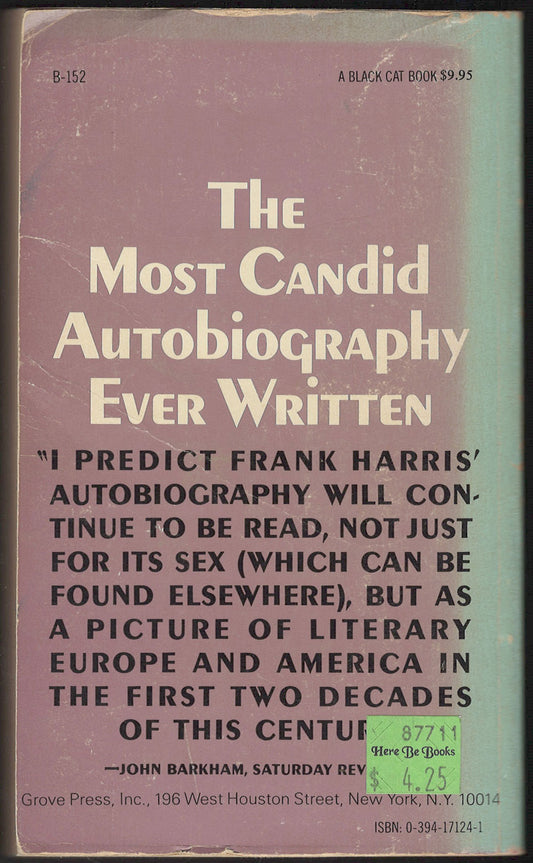 B-152
A BLACK CAT BOOK $9.95
The
Most Candid
Autobiography
Ever Written
"I PREDICT FRANK HARRIS'
AUTOBIOGRAPHY WILL CON-
TINUE TO BE READ, NOT JUST
FOR ITS SEX (WHICH CAN BE
FOUND ELSEWHERE), BUT AS
A PICTURE OF LITERARY
EUROPE AND AMERICA IN
THE FIRST TWO DECADES
OF THIS CENTUR
87711
Here Be Books
$ 4.25
—JOHN BARKHAM, SATURDAY REV
Grove Press, Inc., 196 West Houston Street, New York, N.Y. 10014
ISBN: 0-394-17124-1